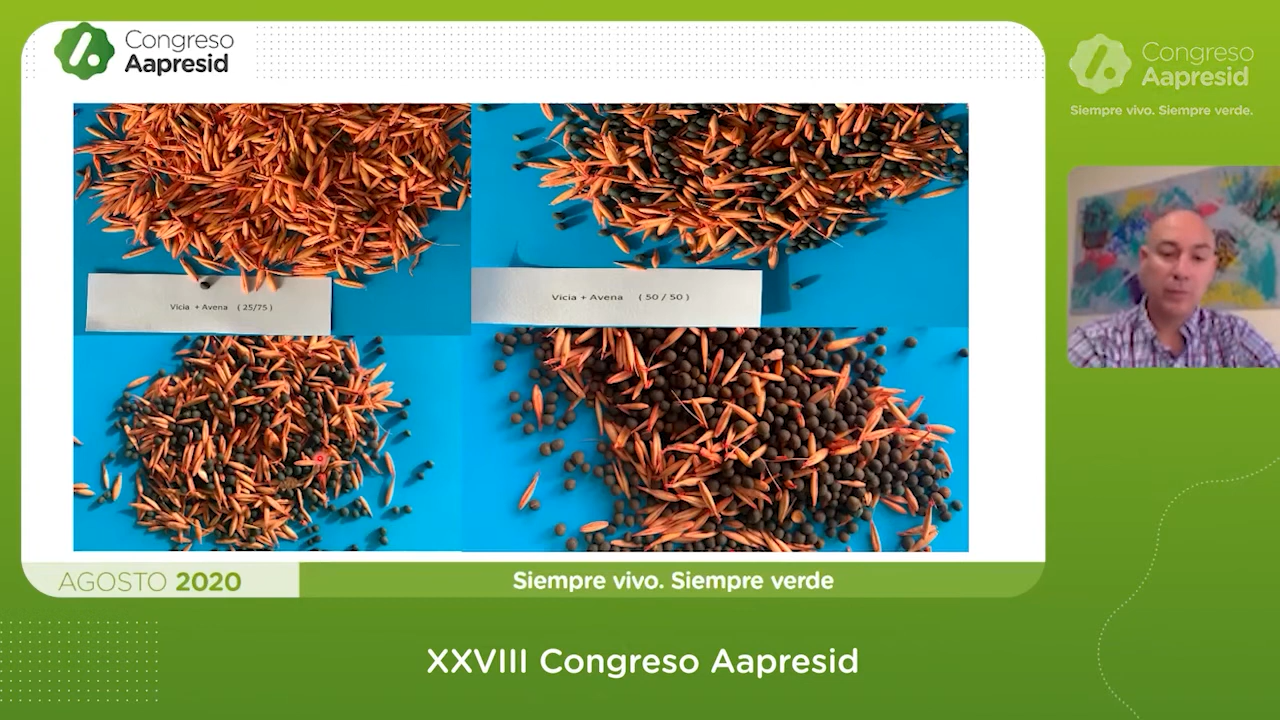 Congreso
Aapresid
Congreso
Aapresid
Siempre vivo. Siempre verde.
Vicia + Avena ( 25/75 )
Vicia + Avena ( 50 / 50 )
AGOSTO 2020
Siempre vivo. Siempre verde
XXVIII Congreso Aapresid